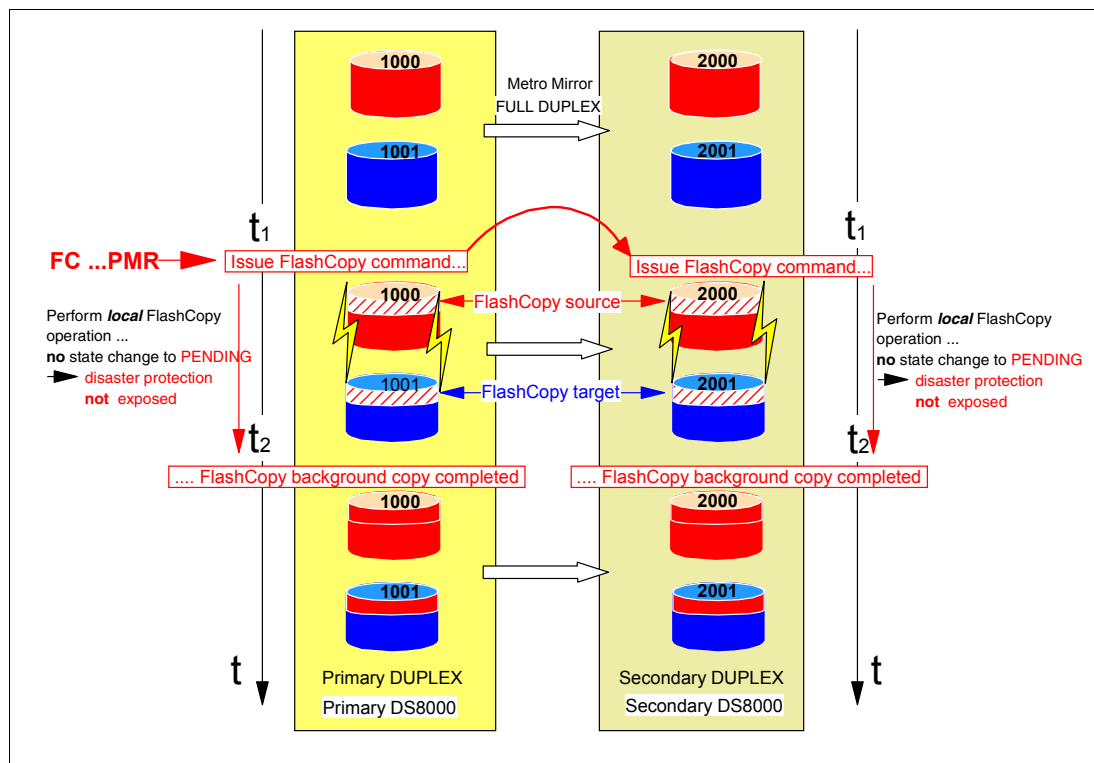 1000
2000
Metro Mirror
FULL DUPLEX
1001
2001
t1
t1
FC ...PMR
Issue FlashCopy command...
Issue FlashCopy command...
1000
2000
FlashCopy source
Perform local FlashCopy
operation ...
no state change to PENDING
disaster protection
not exposed
Perform local FlashCopy
operation ...
no state change to PENDING
disaster protection
not exposed
1001
2001
FlashCopy target
t2
t2
.... FlashCopy background copy completed
.... FlashCopy background copy completed
1000
2000
1001
2001
t
Primary DUPLEX
Primary DS8000
Secondary DUPLEX
Secondary DS8000
t